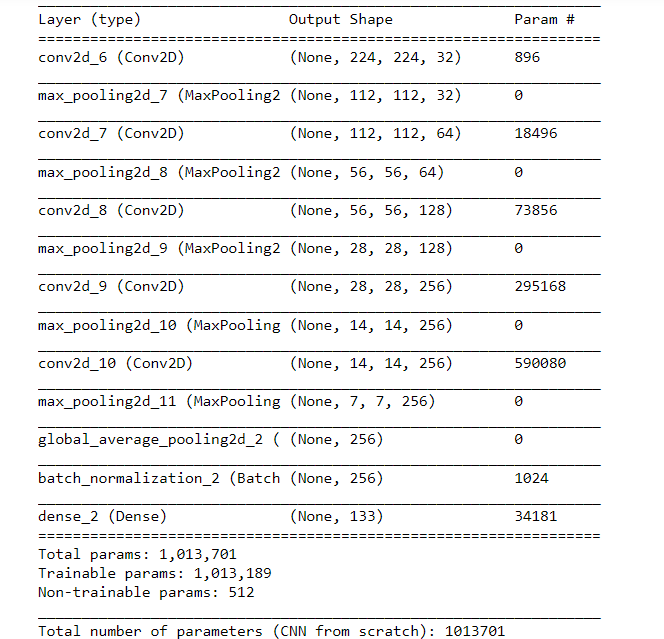 Layer (type) Output Shape Param #
conv2d_6 (Conv2D) (None, 224, 224, 32) 896
max_pooling2d_7 (MaxPooling2 (None, 112, 112, 32) 0
conv2d_7 (Conv2D) (None, 112, 112, 64) 18496
max_pooling2d_8 (MaxPooling2 (None, 56, 56, 64) 0
conv2d_8 (Conv2D) (None, 56, 56, 128) 73856
max_pooling2d_9 (MaxPooling2 (None, 28, 28, 128) 0
conv2d_9 (Conv2D) (None, 28, 28, 256) 295168
max_pooling2d_10 (MaxPooling (None, 14, 14, 256) 0
conv2d_10 (Conv2D) (None, 14, 14, 256) 590080
max_pooling2d_11 (MaxPooling (None, 7, 7, 256) 0
global_average_pooling2d_2 ( (None, 256) 0
batch_normalization_2 (Batch (None, 256) 1024
dense_2 (Dense) (None, 133) 34181
Total params: 1,013,701
Trainable params: 1,013,189
Non-trainable params: 512
Total number of parameters (CNN from scratch): 1013701